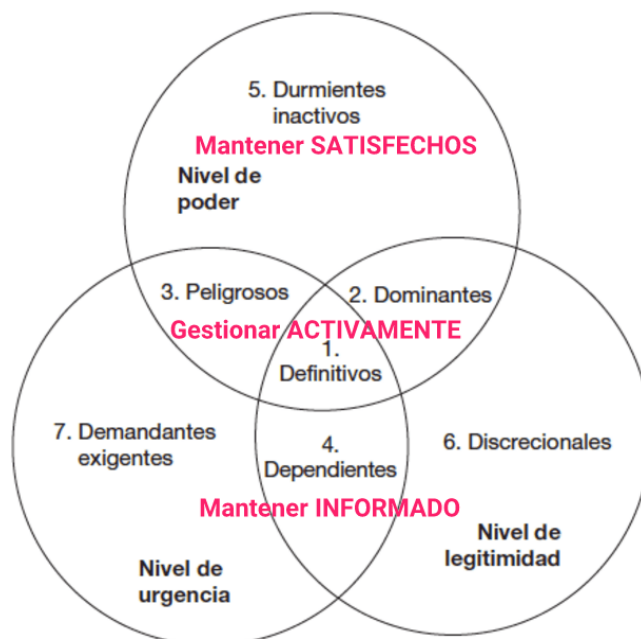 5. Durmientes
inactivos
Mantener SATISFECHOS
Nivel de
poder
3. Peligrosos
2. Dominantes
Gestionar ACTIVAMENTE
1.
Definitivos
7. Demandantes
exigentes
4.
Dependientes
6. Discrecionales
Mantener INFORMADO
Nivel de
legitimidad
Nivel de
urgencia